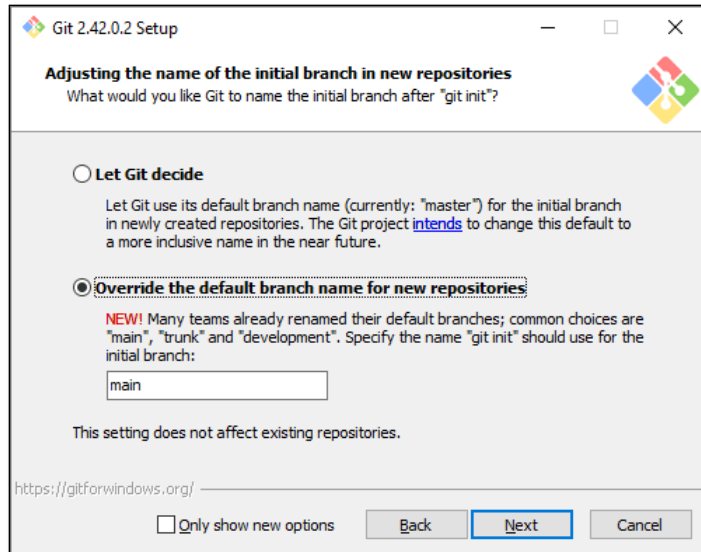 Git 2.42.0.2 Setup
Adjusting the name of the initial branch in new repositories
What would you like Git to name the initial branch after "git init"?
Let Git decide
Let Git use its default branch name (currently: "master") for the initial branch
in newly created repositories. The Git project intends to change this default to
a more inclusive name in the near future.
Override the default branch name for new repositories
NEW! Many teams already renamed their default branches; common choices are
"main", "trunk" and "development". Specify the name "git init" should use for the
initial branch:
main
This setting does not affect existing repositories.
https://gitforwindows.org/
Only show new options
Back
Next
Cancel